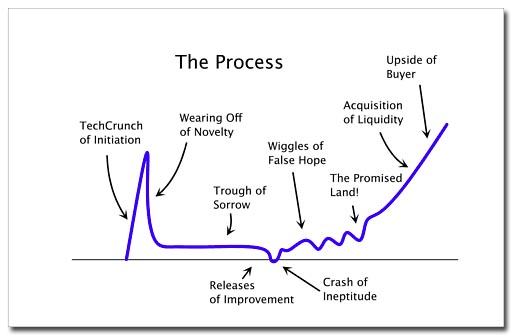 The Process
TechCrunch
of Initiation
Wearing Off
of Novelty
Trough of
Sorrow
Releases
of Improvement
Crash of
Ineptitude
Wiggles of
False Hope
The Promised
Land!
Acquisition
of Liquidity
Upside of
Buyer